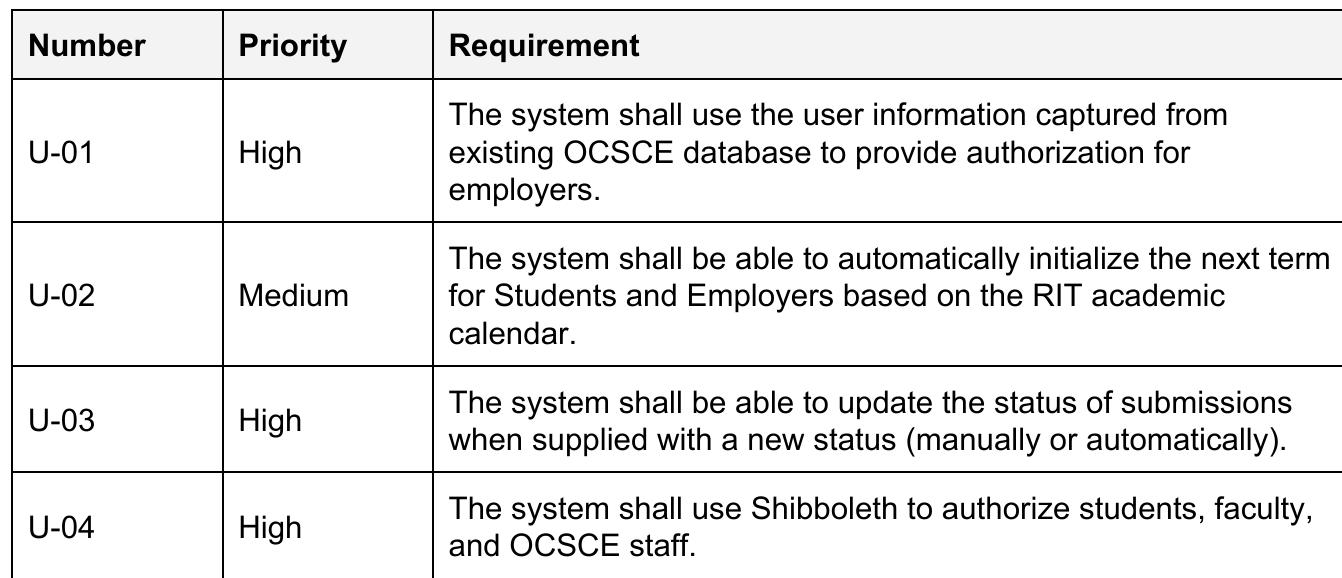 Number Priority Requirement
U-01 High The system shall use the user information captured from
existing OCSCE database to provide authorization for
employers.
U-02 Medium The system shall be able to automatically initialize the next term
for Students and Employers based on the RIT academic
calendar.
U-03 High The system shall be able to update the status of submissions
when supplied with a new status (manually or automatically).
U-04 High The system shall use Shibboleth to authorize students, faculty,
and OCSCE staff.